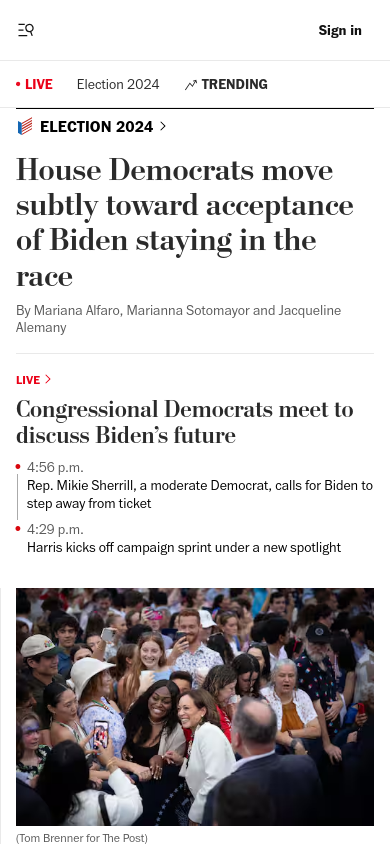 Sign in
LIVE
Election 2024
TRENDING
ELECTION 2024
House Democrats move
subtly toward acceptance
of Biden staying in the
race
By Mariana Alfaro, Marianna Sotomayor and Jacqueline
Alemany
LIVE
Congressional Democrats meet to
discuss Biden’s future
4:56 p.m.
Rep. Mikie Sherrill, a moderate Democrat, calls for Biden to
step away from ticket
4:29 p.m.
Harris kicks off campaign sprint under a new spotlight
(Tom Brenner for The Post)